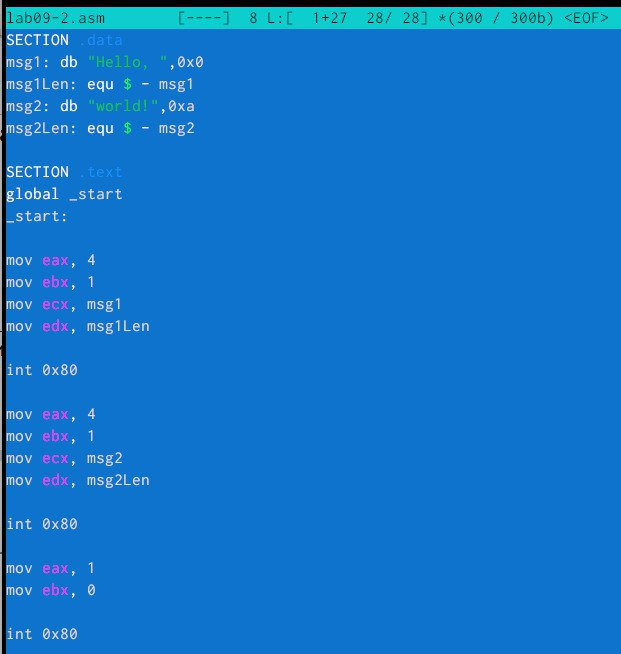 lab09-2.asm [----] 8 L:[ 1+27 28/ 28] *(300 / 300b) <EOF>
SECTION .data
msg1: db "Hello, ",0x0
msg1Len: equ $ - msg1
msg2: db "world!",0xa
msg2Len: equ $ - msg2
SECTION .text
global _start
_start:
mov eax, 4
mov ebx, 1
mov ecx, msg1
mov edx, msg1Len
int 0x80
mov eax, 4
mov ebx, 1
mov ecx, msg2
mov edx, msg2Len
int 0x80
mov eax, 1
mov ebx, 0
int 0x80